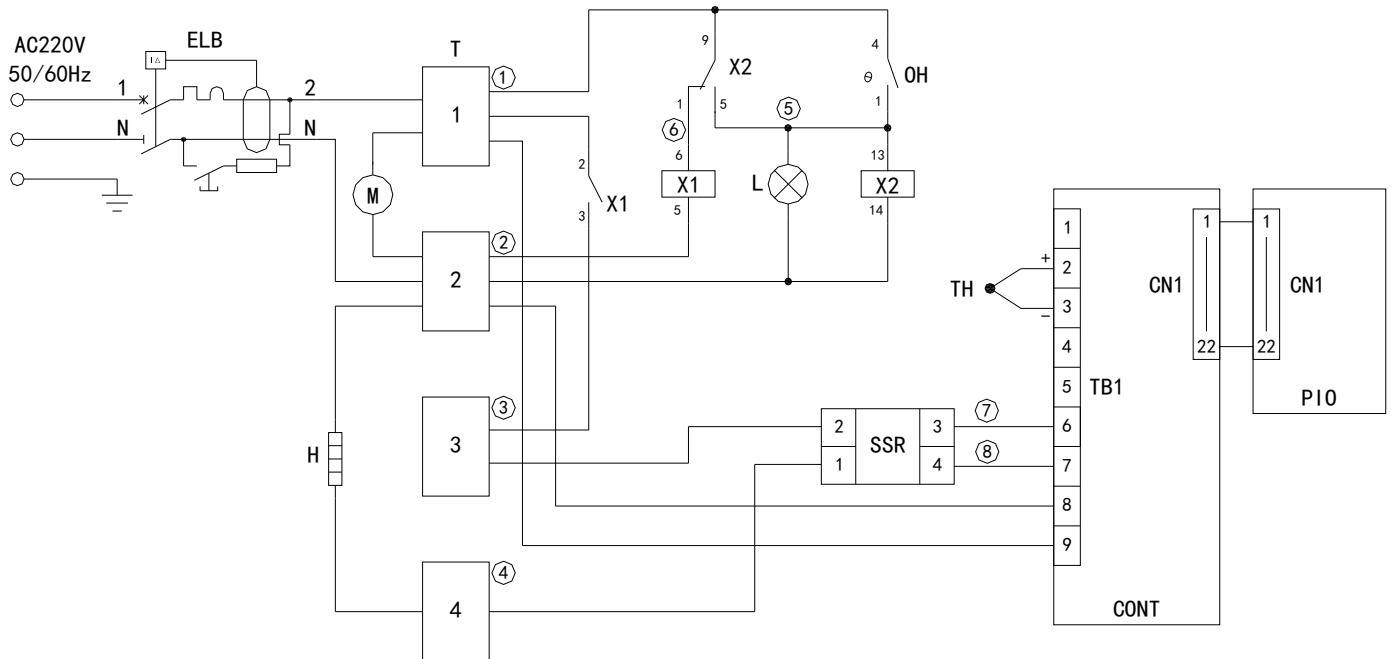 AC220V
50/60Hz
ELB
I△
1
2
N
N
T
1
①
M
2
②
3
③
H
4
④
2
3
X1
9
X2
1
5
⑥
6
X1
5
⑤
L
4
θ
OH
1
13
X2
14
2
3
SSR
1
4
⑦
⑧
TH
+
−
1
2
3
4
5
6
7
8
9
TB1
CONT
CN1
1
22
1
22
CN1
PIO